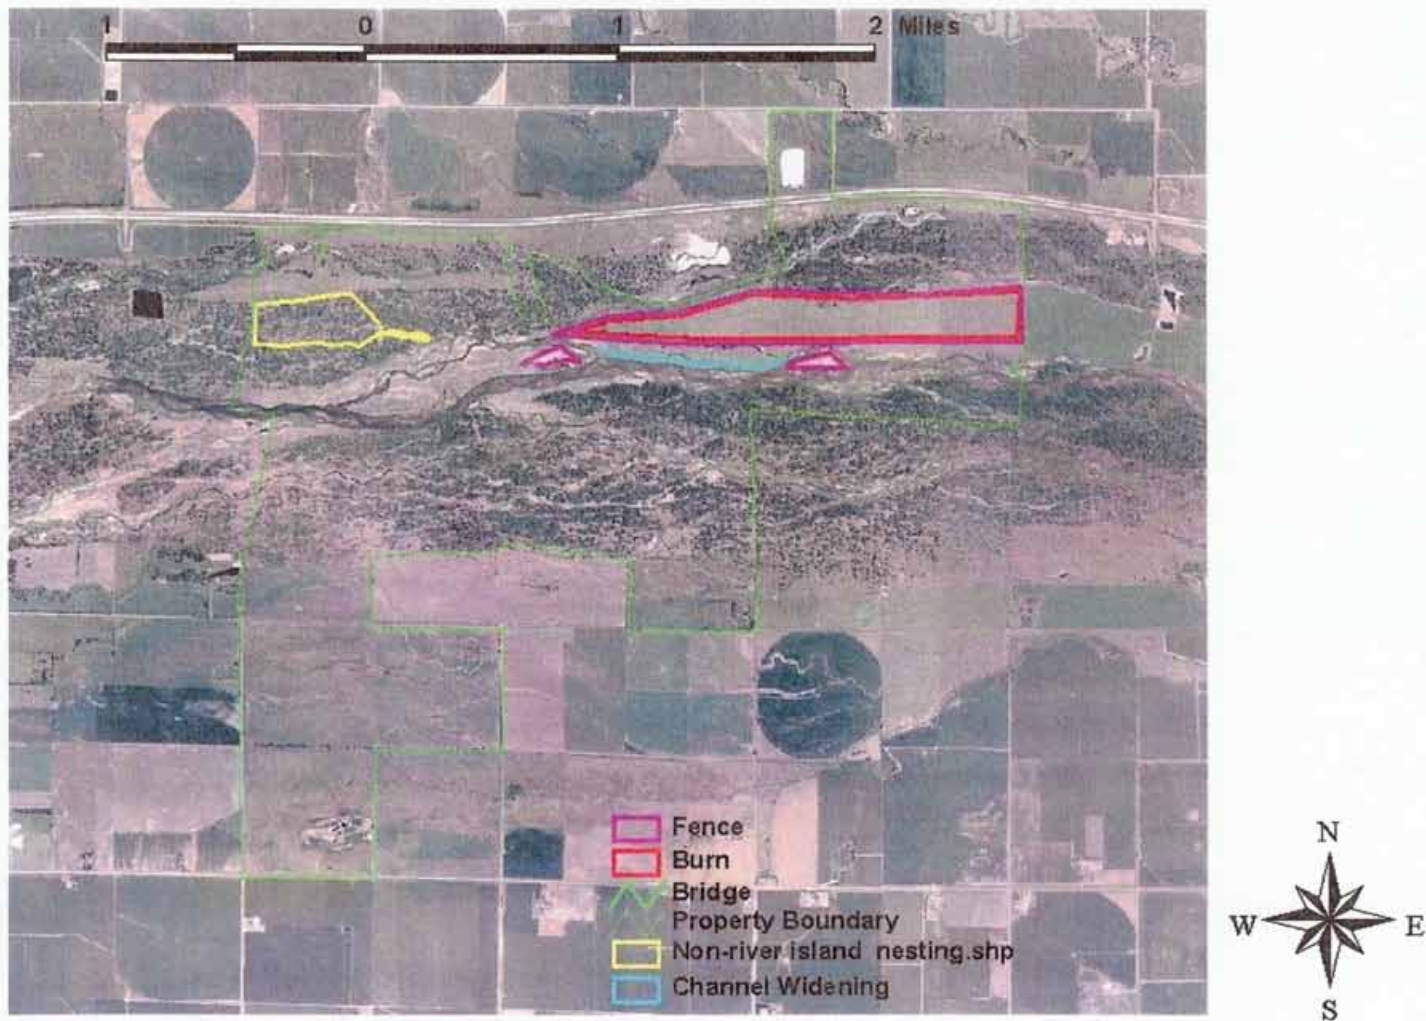 1 0 1 2 Miles
Fence
Burn
Bridge
Property Boundary
Non-river island nesting.shp
Channel Widening
N
W E
S